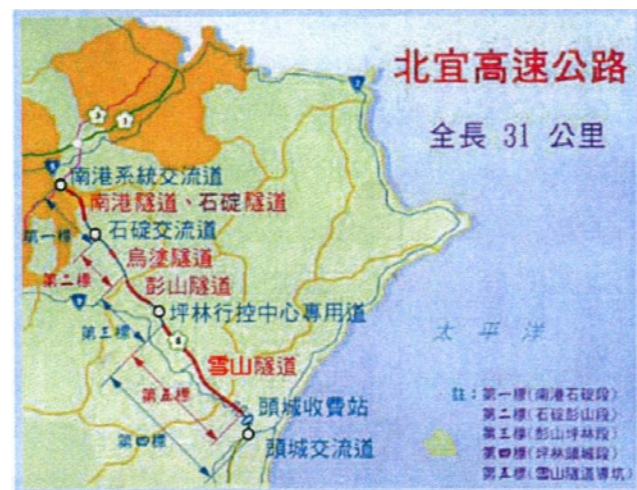 北宜高速公路
全長 31 公里
南港系統交流道
南港隧道、石碇隧道
第一標
石碇交流道
烏塗隧道
第二標
彭山隧道
坪林行控中心專用道
第三標
雪山隧道
第五標
頭城收費站
第四標
頭城交流道
太平洋
註：第一標(南港石碇段)
第二標(石碇彭山段)
第三標(彭山坪林段)
第四標(坪林頭城段)
第五標(雪山隧道導坑)